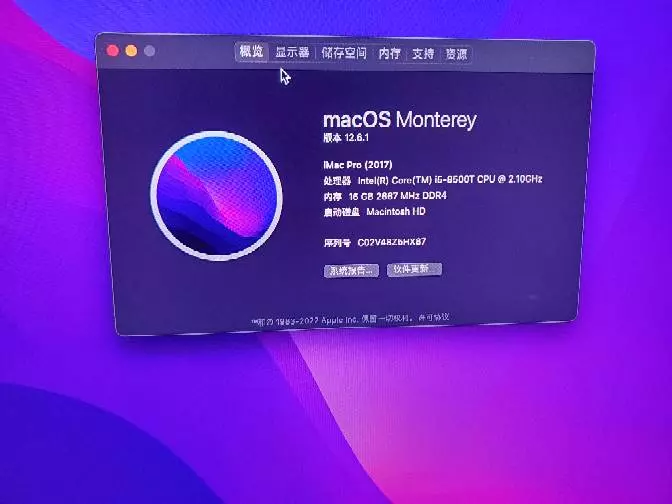 概览 显示器 储存空间 内存 支持 资源
macOS Monterey
版本 12.6.1
iMac Pro (2017)
处理器 Intel(R) Core(TM) i5-8500T CPU @ 2.10GHz
内存 16 GB 2667 MHz DDR4
启动磁盘 Macintosh HD
序列号
系统报告... 软件更新...
™和 © 1983-2022 Apple Inc. 保留一切权利。许可协议